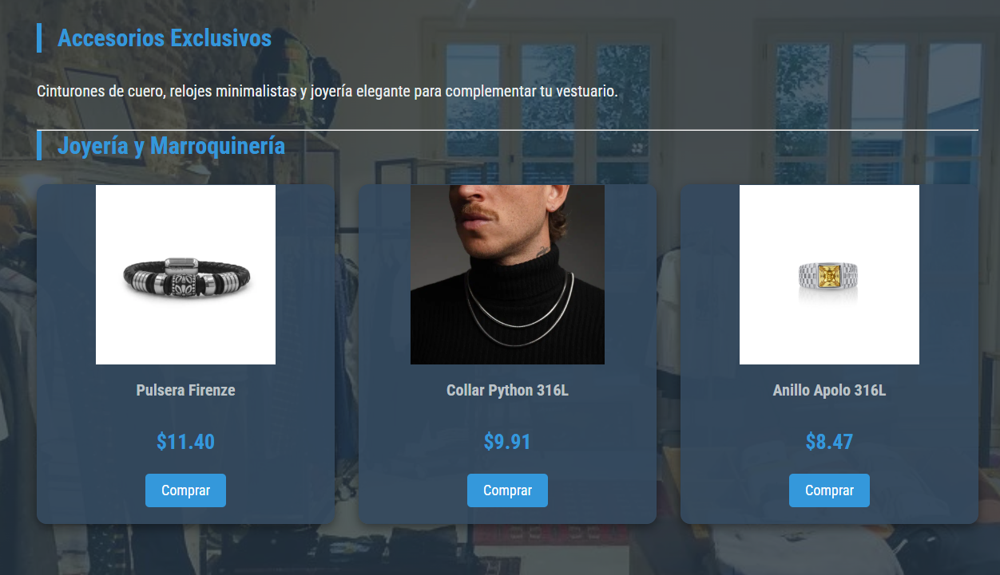 Accesorios Exclusivos
Cinturones de cuero, relojes minimalistas y joyería elegante para complementar tu vestuario.
Joyería y Marroquinería
Pulsera Firenze
$11.40
Comprar
Collar Python 316L
$9.91
Comprar
Anillo Apolo 316L
$8.47
Comprar